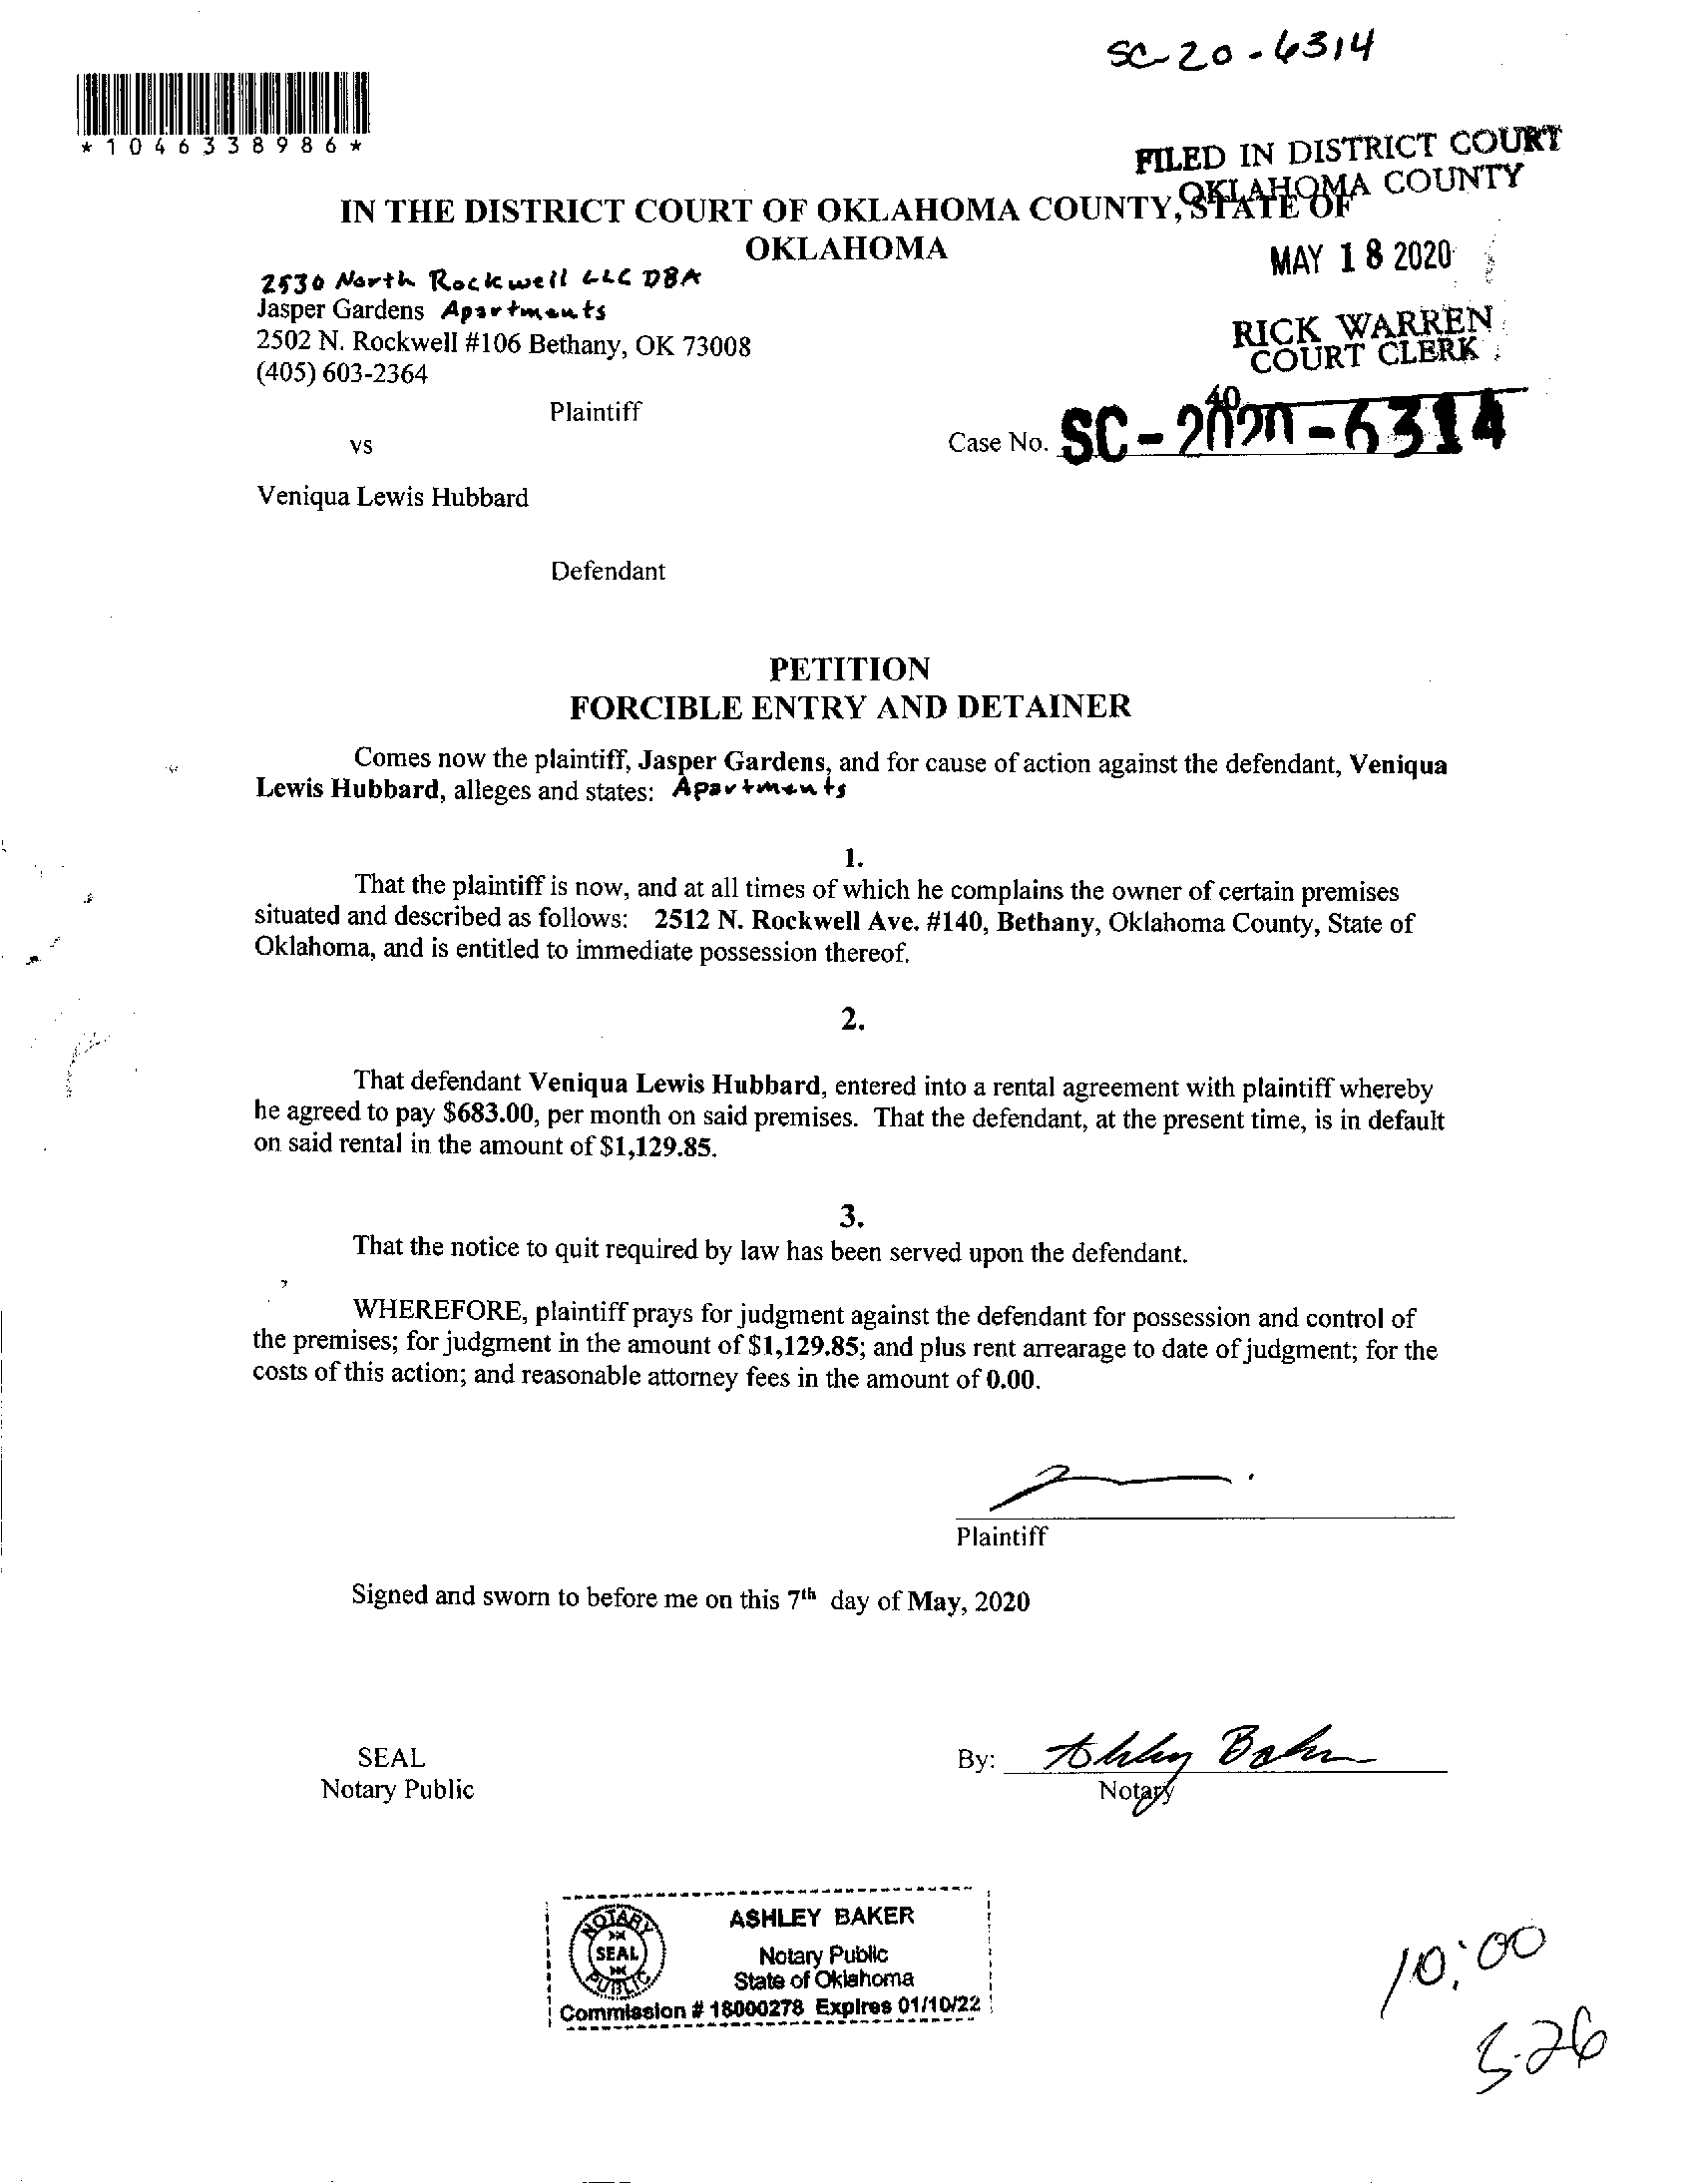 SC-20-6314
*1046338986*
FILED IN DISTRICT COURT
OKLAHOMA COUNTY
IN THE DISTRICT COURT OF OKLAHOMA COUNTY, STATE OF
OKLAHOMA
MAY 18 2020
2530 North Rockwell LLC DBA
Jasper Gardens Apartments
2502 N. Rockwell #106 Bethany, OK 73008
(405) 603-2364
RICK WARREN
COURT CLERK
40
Plaintiff
vs
Case No. SC-2020-6314
Veniqua Lewis Hubbard
Defendant
PETITION
FORCIBLE ENTRY AND DETAINER
Comes now the plaintiff, Jasper Gardens, and for cause of action against the defendant, Veniqua
Lewis Hubbard, alleges and states: Apartments
1.
That the plaintiff is now, and at all times of which he complains the owner of certain premises
situated and described as follows: 2512 N. Rockwell Ave. #140, Bethany, Oklahoma County, State of
Oklahoma, and is entitled to immediate possession thereof.
2.
That defendant Veniqua Lewis Hubbard, entered into a rental agreement with plaintiff whereby
he agreed to pay $683.00, per month on said premises. That the defendant, at the present time, is in default
on said rental in the amount of $1,129.85.
3.
That the notice to quit required by law has been served upon the defendant.
WHEREFORE, plaintiff prays for judgment against the defendant for possession and control of
the premises; for judgment in the amount of $1,129.85; and plus rent arrearage to date of judgment; for the
costs of this action; and reasonable attorney fees in the amount of 0.00.
Plaintiff
Signed and sworn to before me on this 7th day of May, 2020
SEAL
Notary Public
By: Ashley Baker
Notary
NOTARY
SEAL
PUBLIC
ASHLEY BAKER
Notary Public
State of Oklahoma
Commission # 18000278 Expires 01/10/22
10:00
5-26